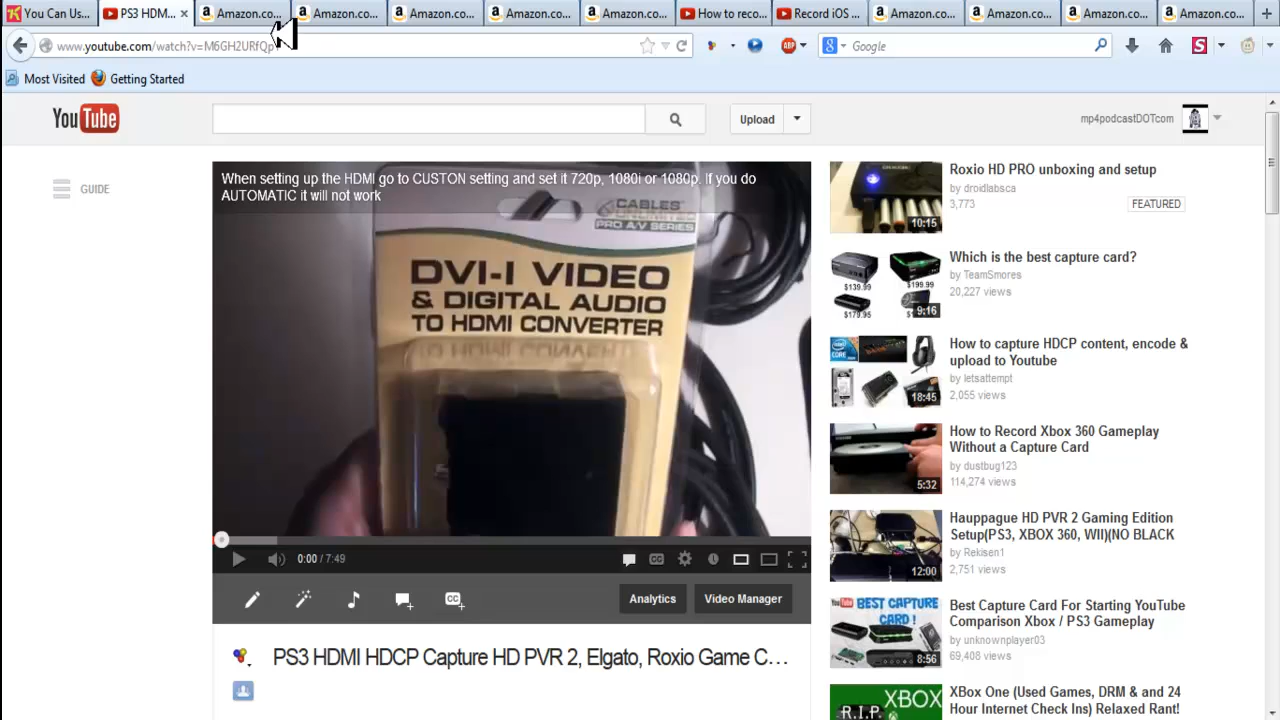 You Can Us...
PS3 HDM...
Amazon.co...
Amazon.co...
Amazon.co...
Amazon.co...
Amazon.co...
How to reco...
Record iOS ...
Amazon.co...
Amazon.co...
Amazon.co...
Amazon.co...
www.youtube.com/watch?v=M6GH2URfQp
Google
Most Visited
Getting Started
YouTube
Upload
mp4podcastDOTcom
GUIDE
When setting up the HDMI go to CUSTON setting and set it 720p, 1080i or 1080p. If you do
AUTOMATIC it will not work
CABLES
UNLIMITED
PRO A/V SERIES
DVI-I VIDEO
& DIGITAL AUDIO
TO HDMI CONVERTER
0:00 / 7:49
Analytics
Video Manager
PS3 HDMI HDCP Capture HD PVR 2, Elgato, Roxio Game C...
Roxio HD PRO unboxing and setup
by droidlabsca
3,773
FEATURED
10:15
Which is the best capture card?
by TeamSmores
20,227 views
$139.99
$199.99
$179.95
9:16
How to capture HDCP content, encode &
upload to Youtube
by letsattempt
2,055 views
18:45
How to Record Xbox 360 Gameplay
Without a Capture Card
by dustbug123
114,274 views
5:32
Hauppague HD PVR 2 Gaming Edition
Setup(PS3, XBOX 360, WII)(NO BLACK
by Rekisen1
2,751 views
12:00
Best Capture Card For Starting YouTube
Comparison Xbox / PS3 Gameplay
by unknownplayer03
69,408 views
BEST CAPTURE
CARD !
8:56
XBox One (Used Games, DRM & and 24
Hour Internet Check Ins) Relaxed Rant!
XBOX
R.I.P